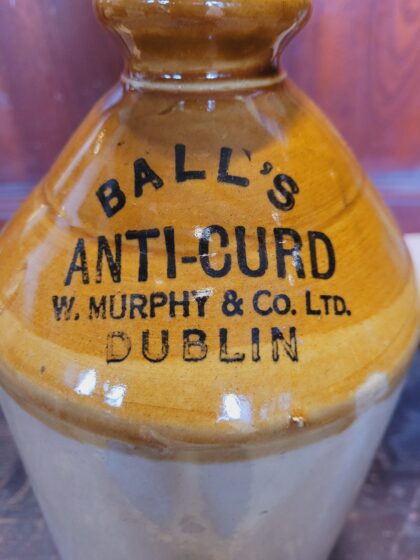 BALL'S
ANTI-CURD
W. MURPHY & CO. LTD.
DUBLIN